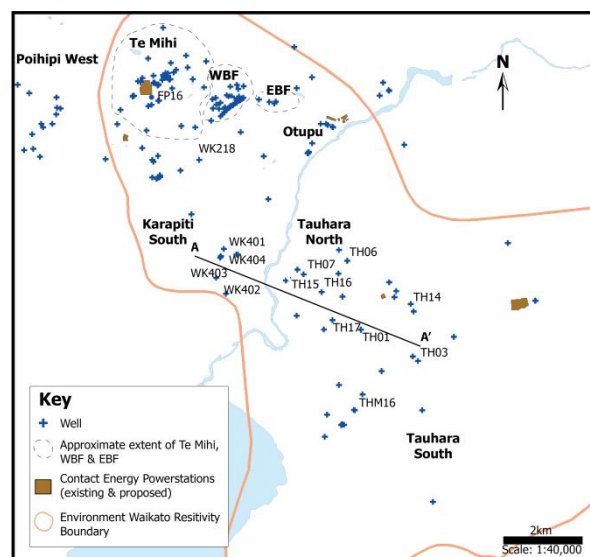 Te Mihi
Poihipi West
N
WBF
EBF
FP16
Otupu
WK218
Karapiti
South
Tauhara
North
A
WK401
TH06
WK404
TH07
WK403
TH15
TH16
WK402
TH14
TH17
TH01
A'
TH03
THM16
Tauhara
South
Key
Well
Approximate extent of Te Mihi,
WBF & EBF
Contact Energy Powerstations
(existing & proposed)
Environment Waikato Resitivity
Boundary
2km
Scale: 1:40,000